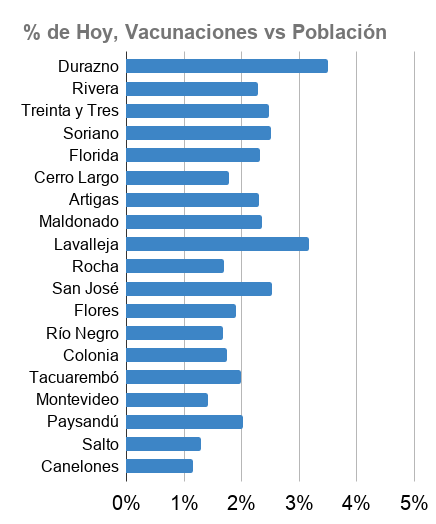 % de Hoy, Vacunaciones vs Población
Durazno
Rivera
Treinta y Tres
Soriano
Florida
Cerro Largo
Artigas
Maldonado
Lavalleja
Rocha
San José
Flores
Río Negro
Colonia
Tacuarembó
Montevideo
Paysandú
Salto
Canelones
0% 1% 2% 3% 4% 5%